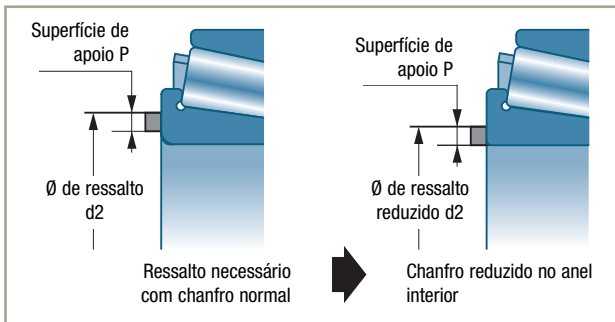 Superfície de
apoio P
Ø de ressalto
d2
Ressalto necessário
com chanfro normal
Superfície de
apoio P
Ø de ressalto
reduzido d2
Chanfro reduzido no anel
interior